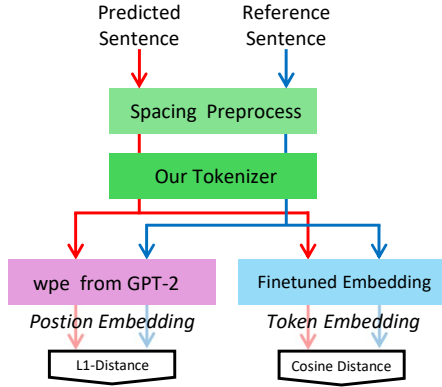 Predicted Sentence
Reference Sentence
Spacing Preprocess
Our Tokenizer
wpe from GPT-2
Finetuned Embedding
Postion Embedding
Token Embedding
L1-Distance
Cosine Distance